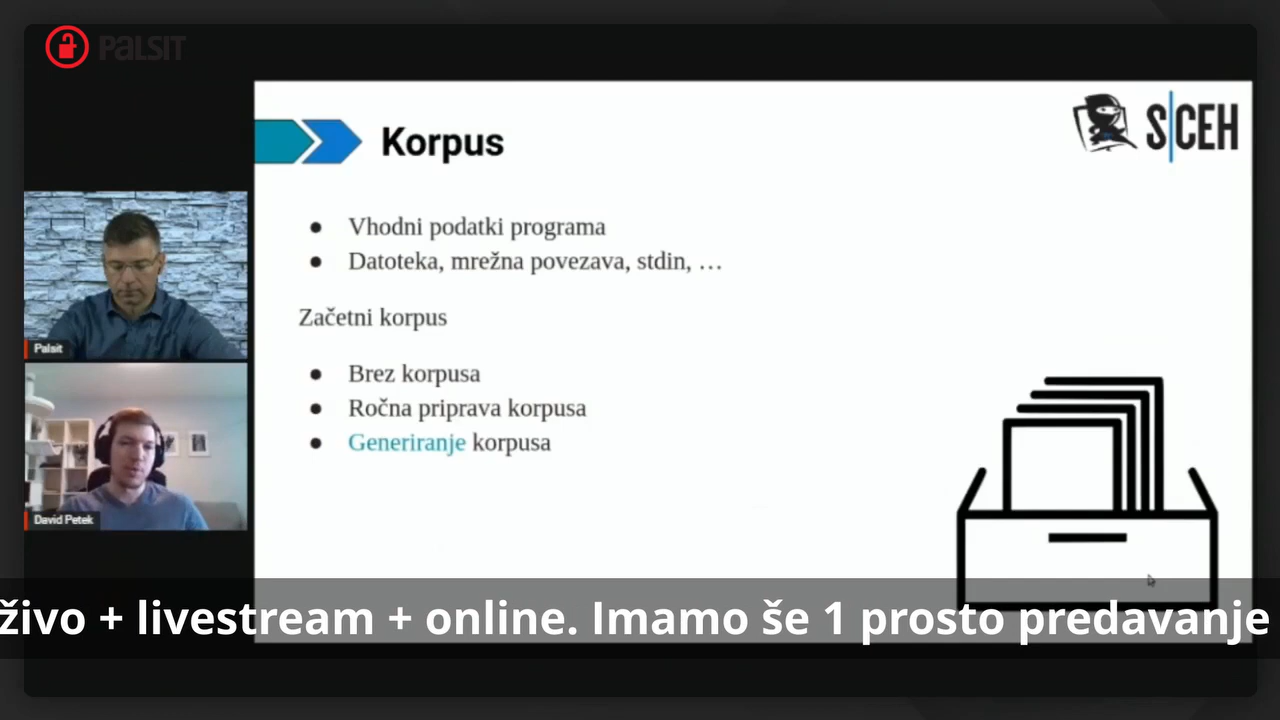 PALSIT
Korpus
S|CEH
Vhodni podatki programa
Datoteka, mrežna povezava, stdin, …
Začetni korpus
Brez korpusa
Ročna priprava korpusa
Generiranje korpusa
Palsit
David Petek
živo + livestream + online. Imamo še 1 prosto predavanje